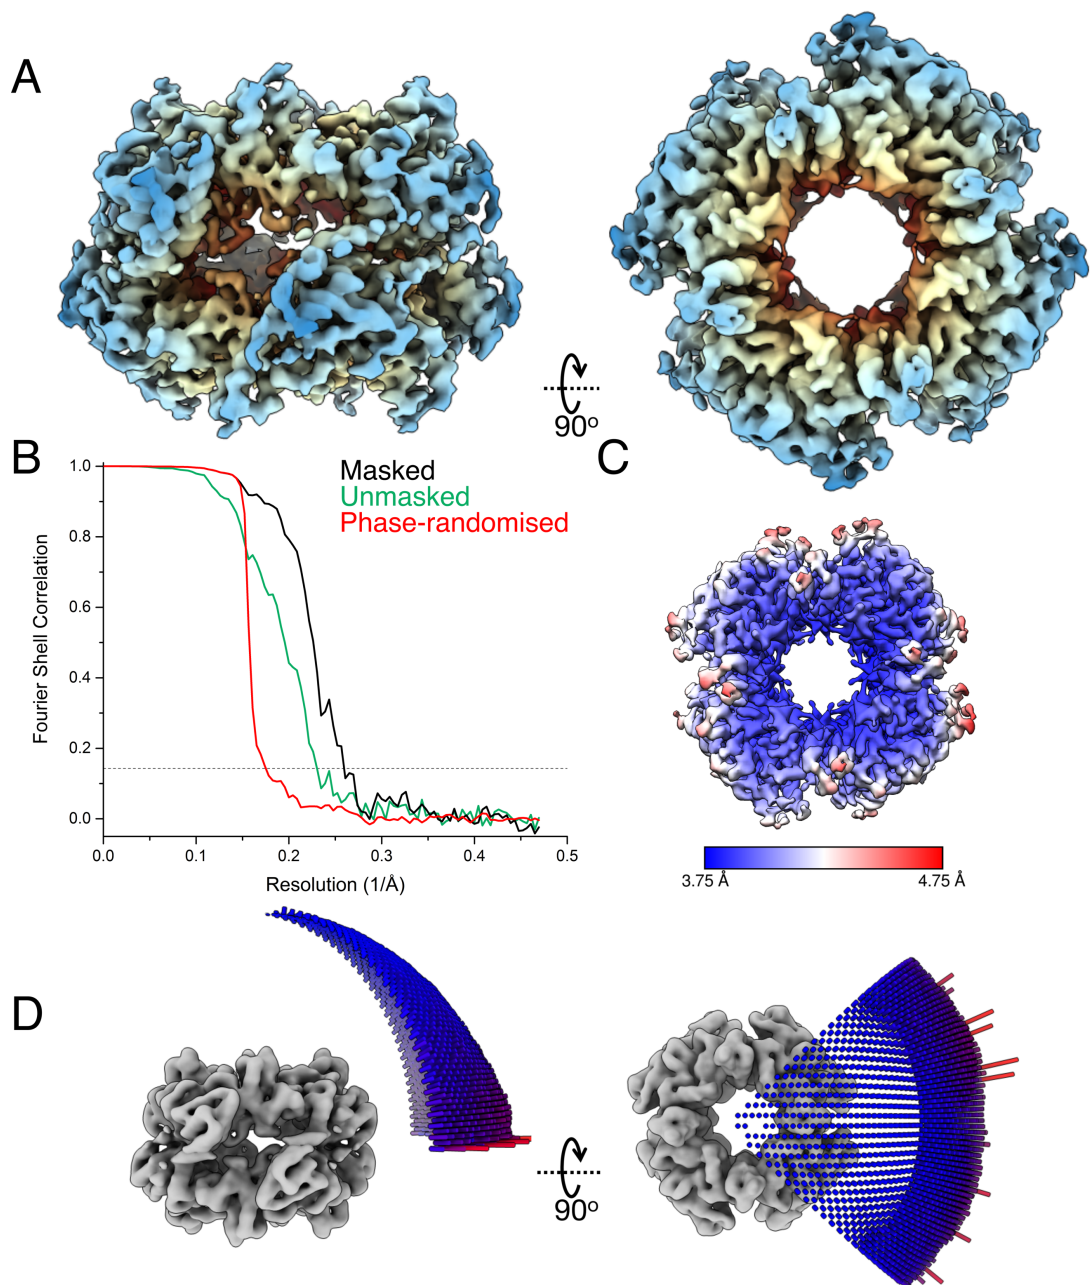 A
90°
B
C
Masked
Unmasked
Phase-randomised
1.0
0.8
0.6
0.4
0.2
0.0
Fourier Shell Correlation
0.0 0.1 0.2 0.3 0.4 0.5
Resolution (1/Å)
3.75 Å 4.75 Å
D
90°